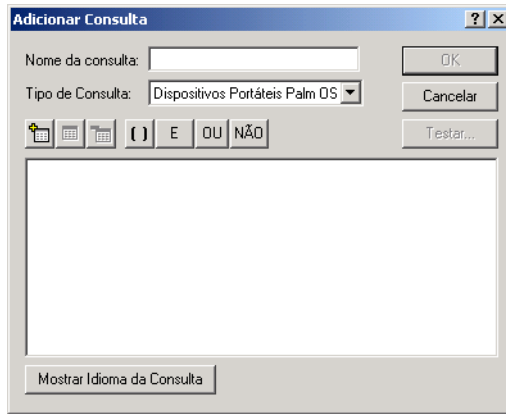 Adicionar Consulta
Nome da consulta:
OK
Tipo de Consulta: Dispositivos Portáteis Palm OS
Cancelar
( ) E OU NÃO
Testar...
Mostrar Idioma da Consulta